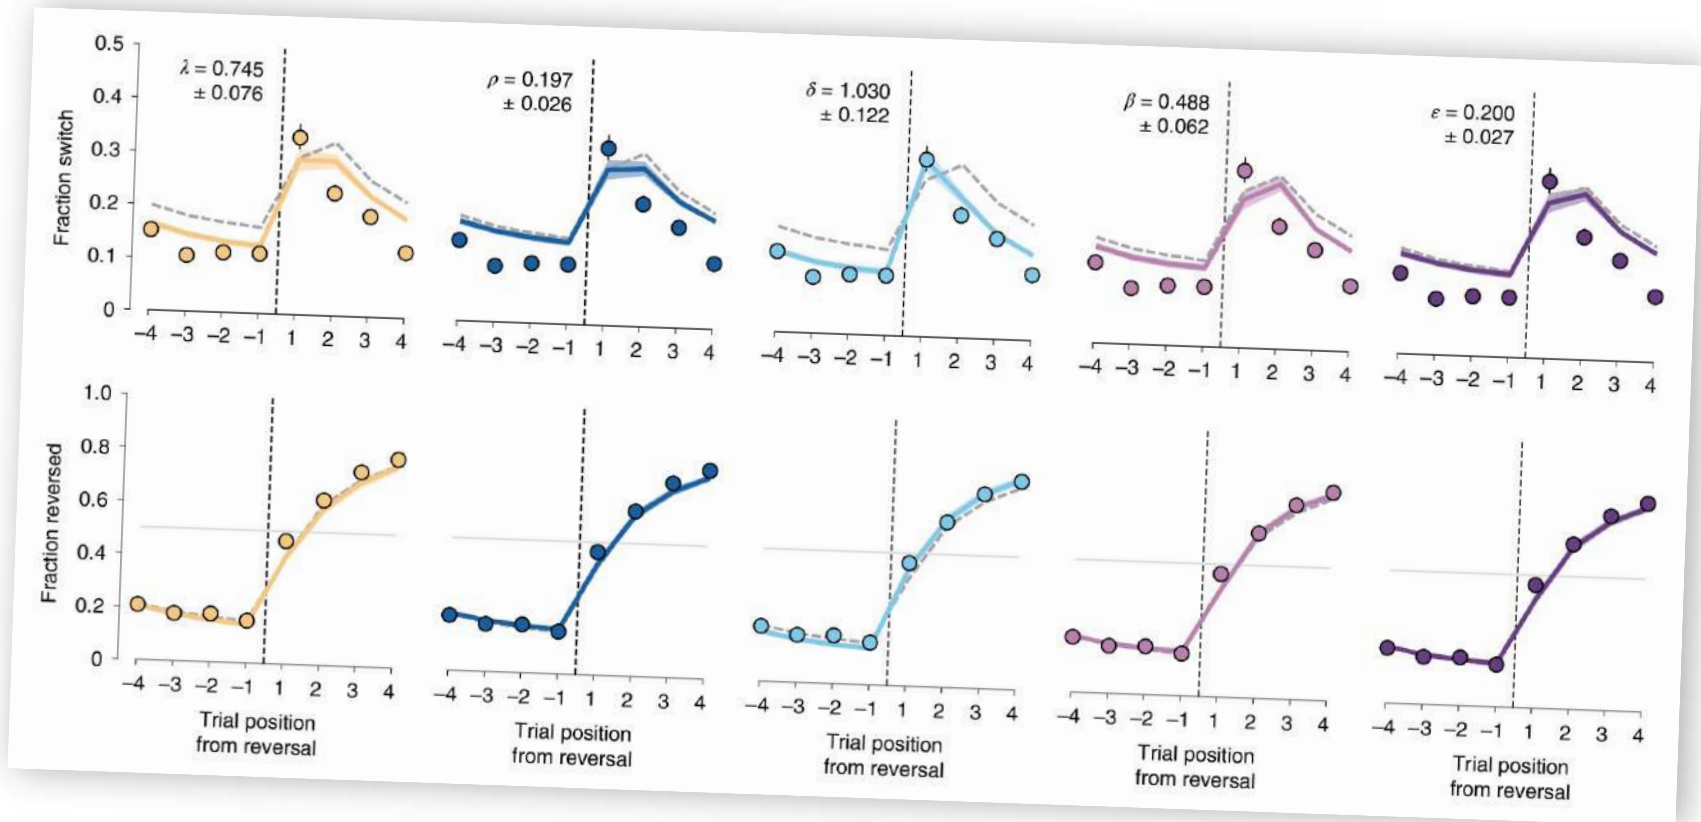 0.5
0.4
0.3
0.2
0.1
0
Fraction switch
λ = 0.745
± 0.076
ρ = 0.197
± 0.026
δ = 1.030
± 0.122
β = 0.488
± 0.062
ε = 0.200
± 0.027
−4 −3 −2 −1 1 2 3 4
−4 −3 −2 −1 1 2 3 4
−4 −3 −2 −1 1 2 3 4
−4 −3 −2 −1 1 2 3 4
−4 −3 −2 −1 1 2 3 4
1.0
0.8
0.6
0.4
0.2
0
Fraction reversed
−4 −3 −2 −1 1 2 3 4
−4 −3 −2 −1 1 2 3 4
−4 −3 −2 −1 1 2 3 4
−4 −3 −2 −1 1 2 3 4
−4 −3 −2 −1 1 2 3 4
Trial position
from reversal
Trial position
from reversal
Trial position
from reversal
Trial position
from reversal
Trial position
from reversal